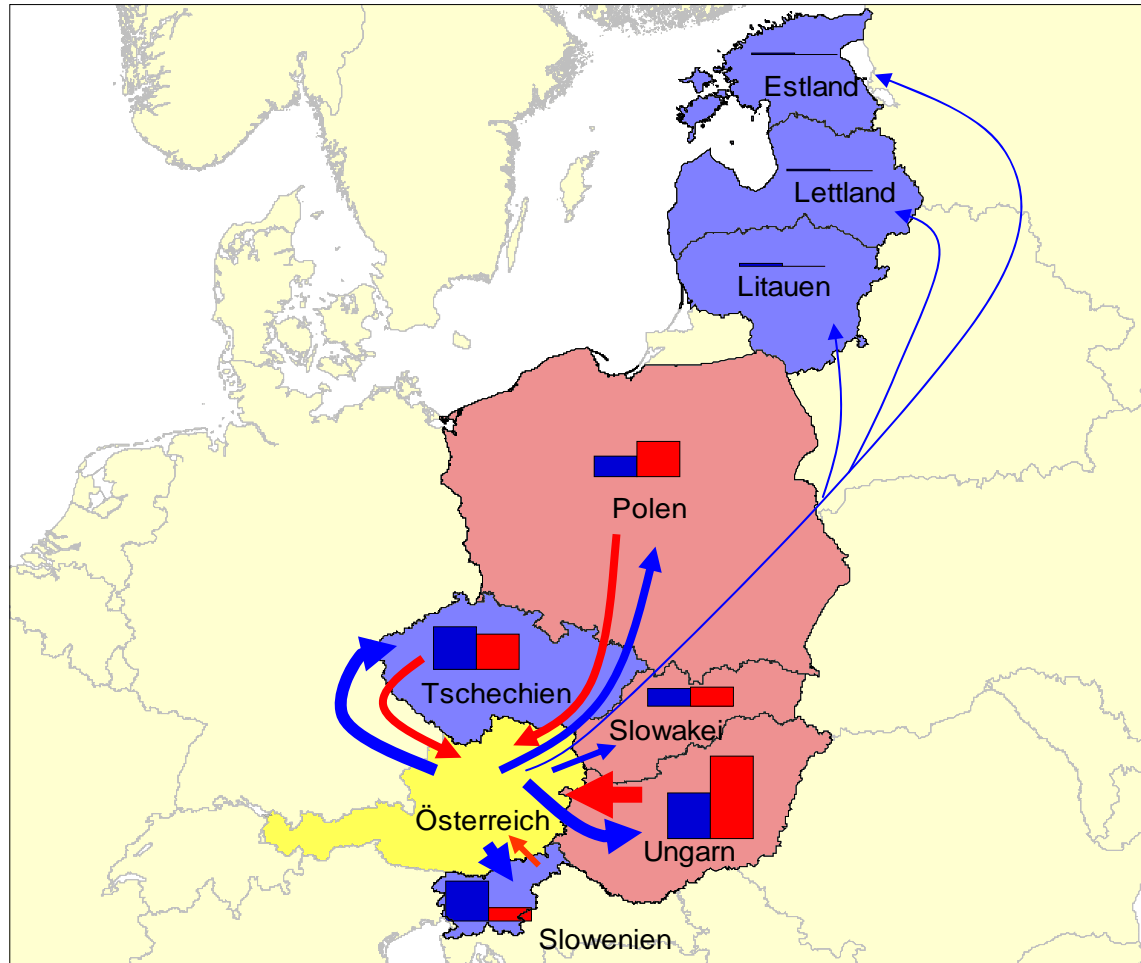 Estland
Lettland
Litauen
Polen
Tschechien
Slowakei
Österreich
Ungarn
Slowenien